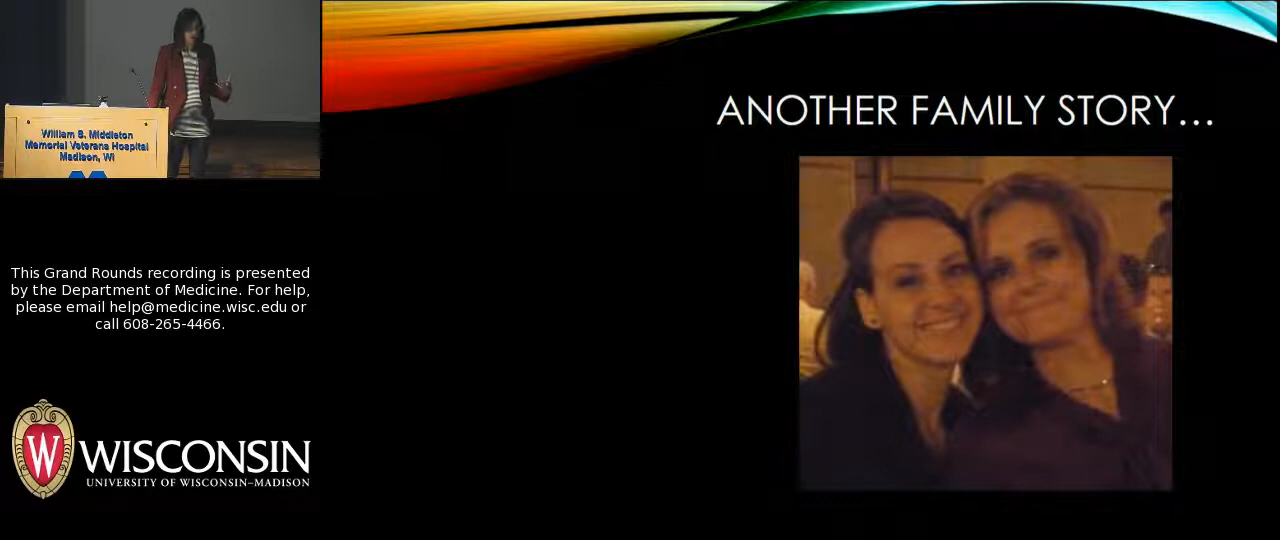 William S. Middleton
Memorial Veterans Hospital
Madison, WI
ANOTHER FAMILY STORY...
This Grand Rounds recording is presented
by the Department of Medicine. For help,
please email help@medicine.wisc.edu or
call 608-265-4466.
W
WISCONSIN
UNIVERSITY OF WISCONSIN–MADISON